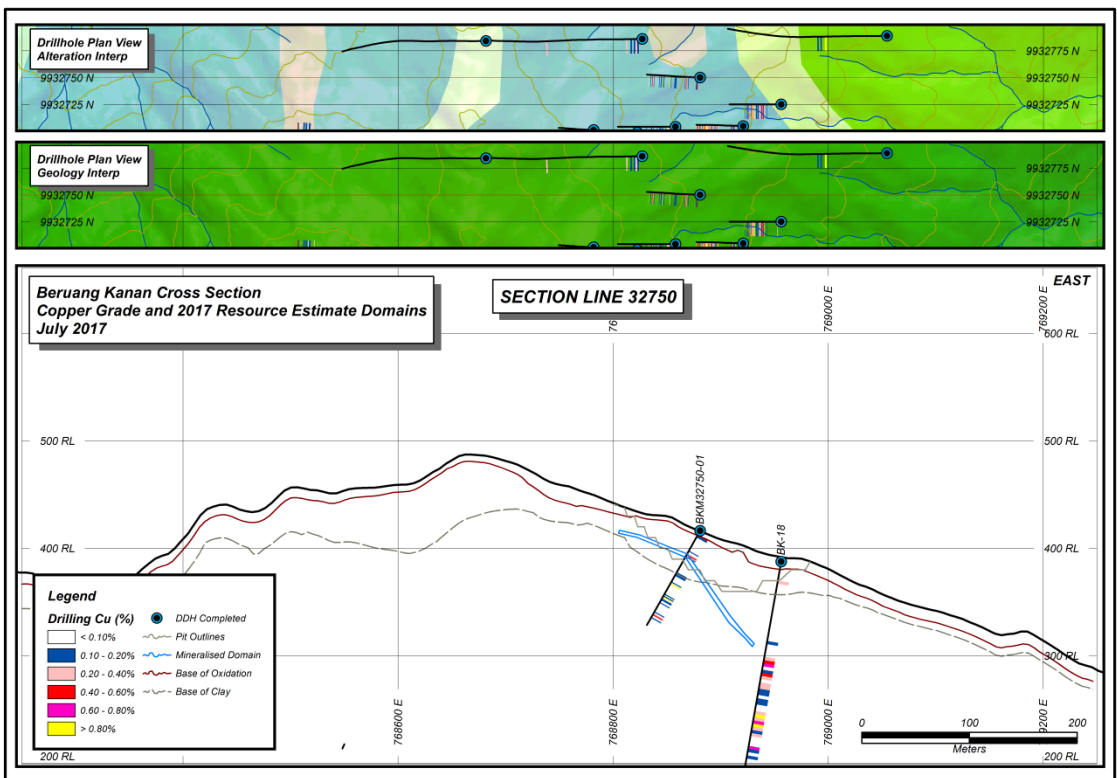 Drillhole Plan View
Alteration Interp
9932775 N
9932775 N
9932750 N
9932750 N
9932725 N
9932725 N
Drillhole Plan View
Geology Interp
9932775 N
9932775 N
9932750 N
9932750 N
9932725 N
9932725 N
Beruang Kanan Cross Section
Copper Grade and 2017 Resource Estimate Domains
July 2017
SECTION LINE 32750
EAST
769000 E
769200 E
600 RL
500 RL
500 RL
BKM32750-01
BK-18
400 RL
400 RL
300 RL
Legend
Drilling Cu (%)
< 0.10%
0.10 - 0.20%
0.20 - 0.40%
0.40 - 0.60%
0.60 - 0.80%
> 0.80%
DDH Completed
Pit Outlines
Mineralised Domain
Base of Oxidation
Base of Clay
768600 E
768800 E
769000 E
769200 E
0
100
200
Meters
200 RL
200 RL